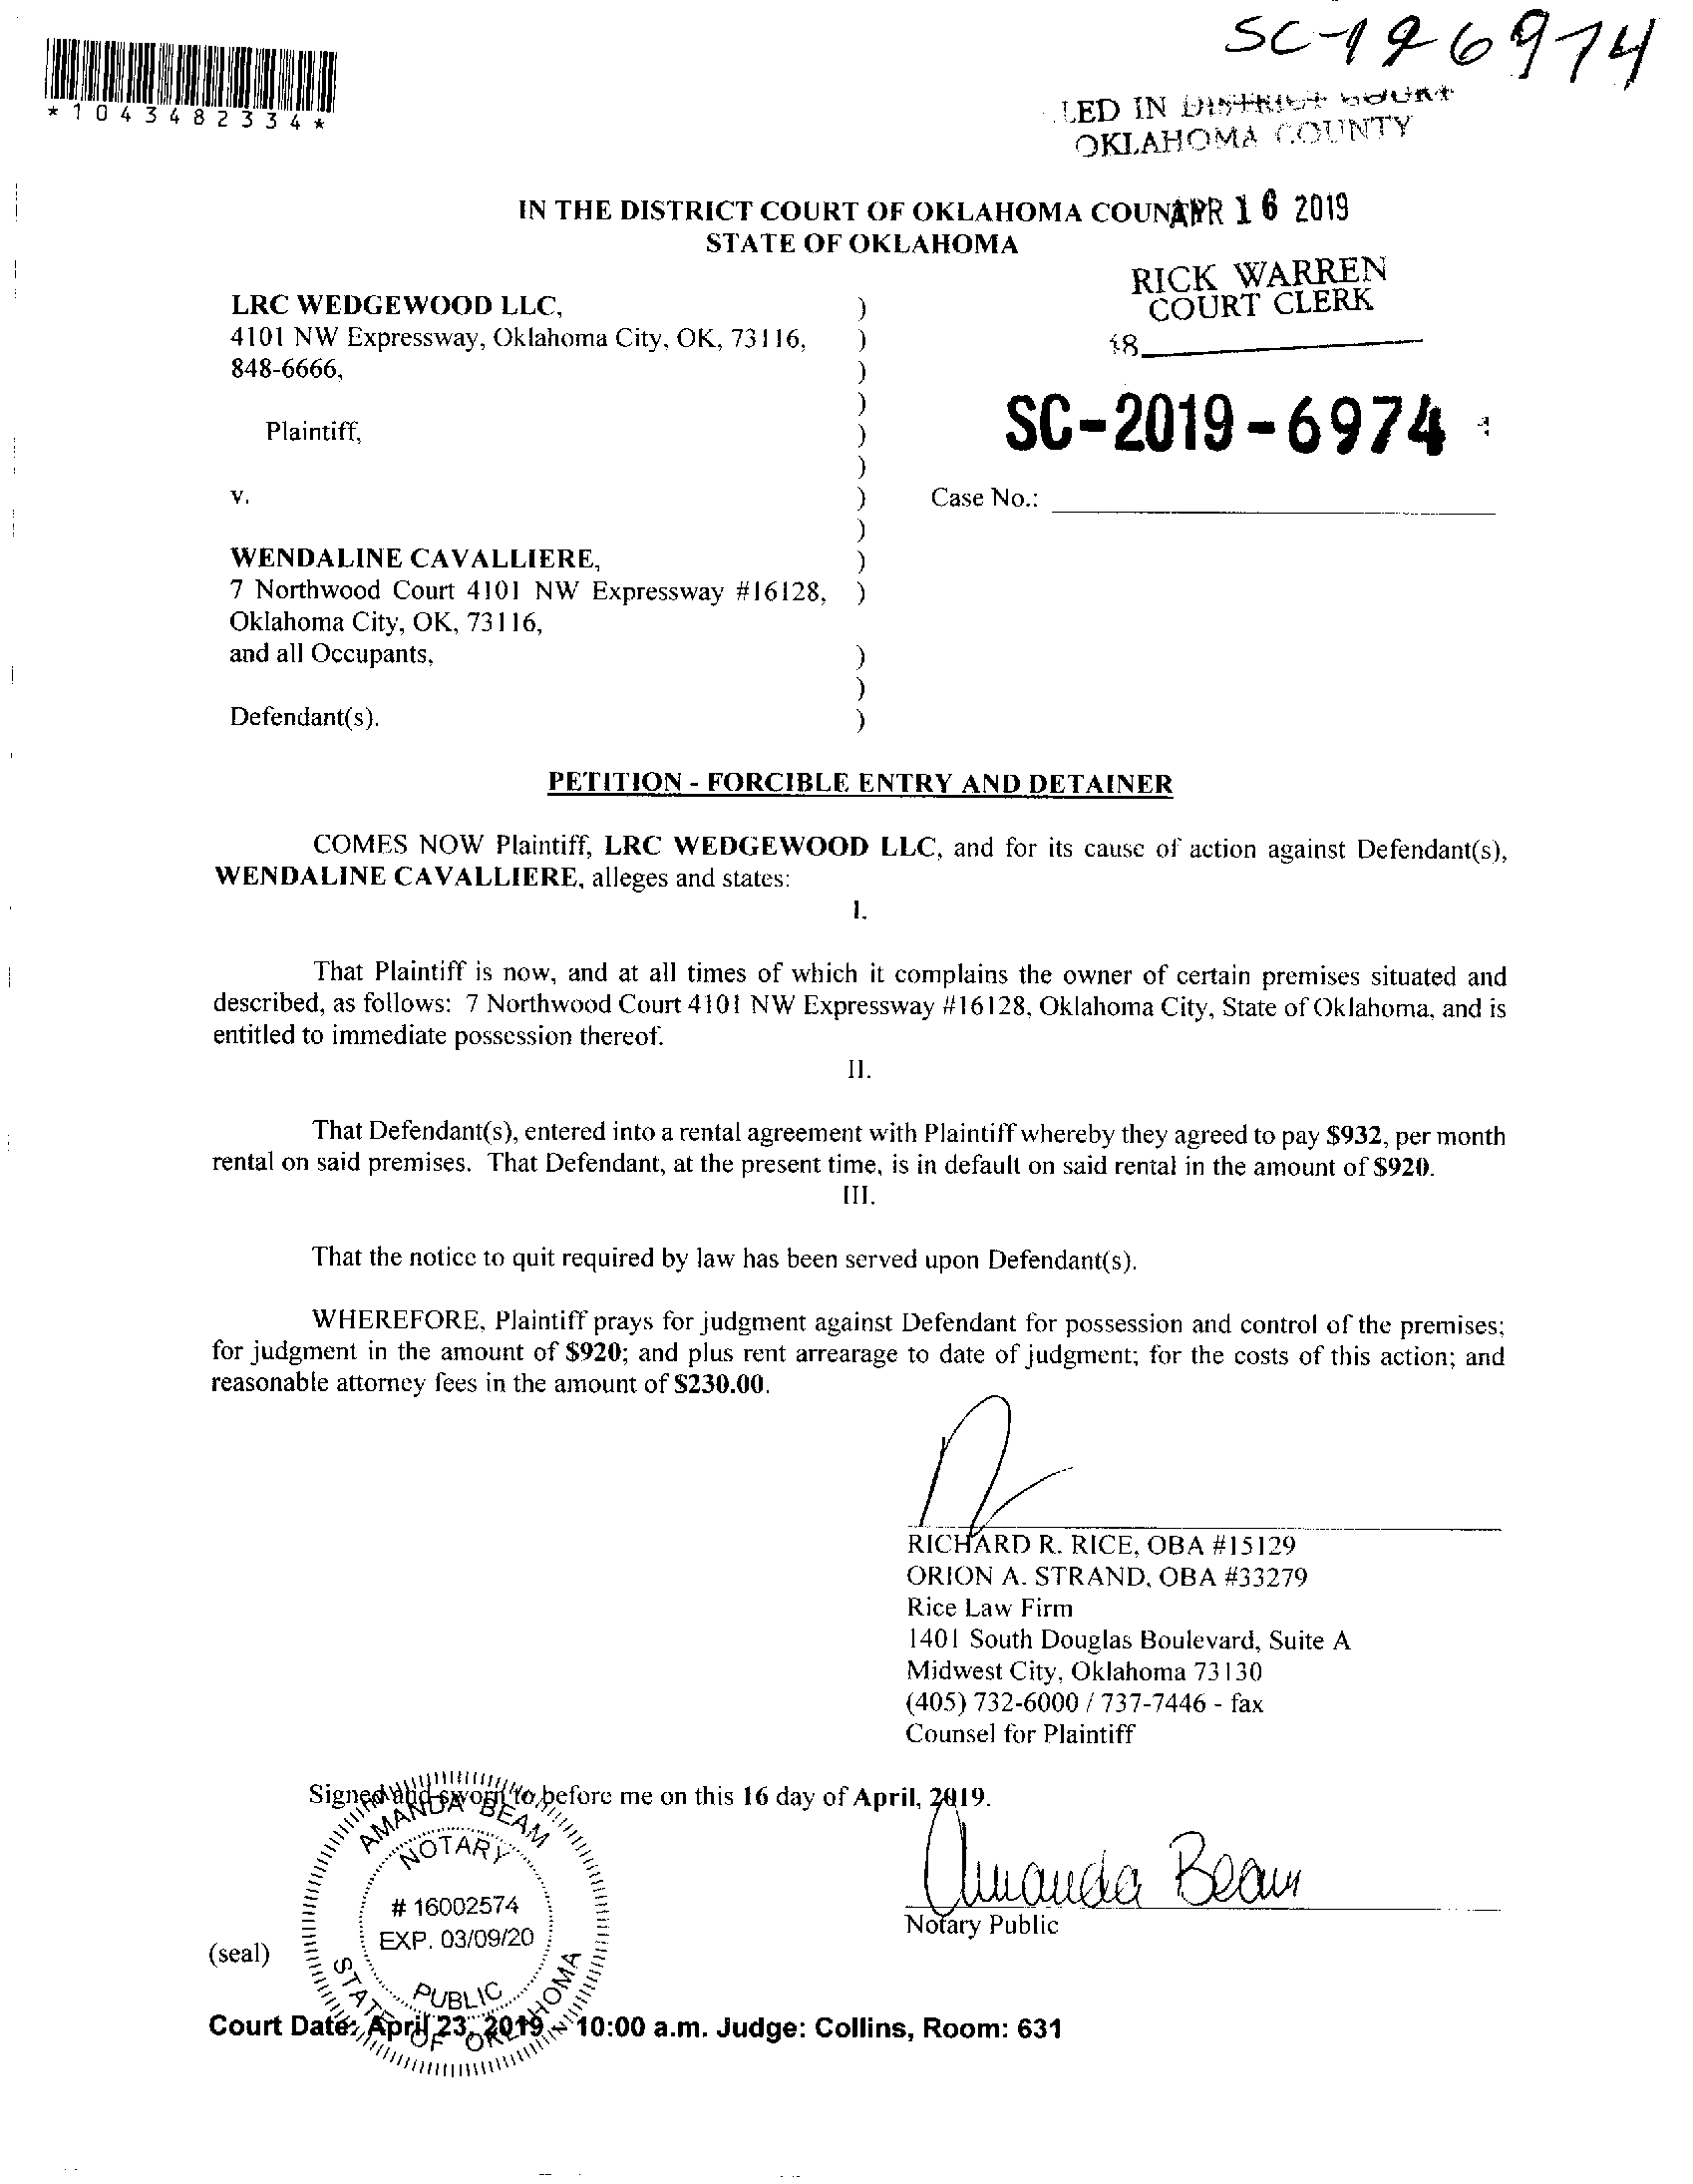 SC-196974
*1043482334*
LED IN DISTRICT COURT
OKLAHOMA COUNTY
IN THE DISTRICT COURT OF OKLAHOMA COUN
APR 16 2019
STATE OF OKLAHOMA
RICK WARREN
COURT CLERK
LRC WEDGEWOOD LLC, )
4101 NW Expressway, Oklahoma City, OK, 73116, )
848-6666, )
)
Plaintiff, )
)
SC-2019-6974
v. ) Case No.:
)
WENDALINE CAVALLIERE, )
7 Northwood Court 4101 NW Expressway #16128, )
Oklahoma City, OK, 73116,
and all Occupants, )
)
Defendant(s). )
PETITION - FORCIBLE ENTRY AND DETAINER
COMES NOW Plaintiff, LRC WEDGEWOOD LLC, and for its cause of action against Defendant(s),
WENDALINE CAVALLIERE, alleges and states:
I.
That Plaintiff is now, and at all times of which it complains the owner of certain premises situated and
described, as follows: 7 Northwood Court 4101 NW Expressway #16128, Oklahoma City, State of Oklahoma, and is
entitled to immediate possession thereof.
II.
That Defendant(s), entered into a rental agreement with Plaintiff whereby they agreed to pay $932, per month
rental on said premises. That Defendant, at the present time, is in default on said rental in the amount of $920.
III.
That the notice to quit required by law has been served upon Defendant(s).
WHEREFORE, Plaintiff prays for judgment against Defendant for possession and control of the premises;
for judgment in the amount of $920; and plus rent arrearage to date of judgment; for the costs of this action; and
reasonable attorney fees in the amount of $230.00.
RICHARD R. RICE, OBA #15129
ORION A. STRAND, OBA #33279
Rice Law Firm
1401 South Douglas Boulevard, Suite A
Midwest City, Oklahoma 73130
(405) 732-6000 / 737-7446 - fax
Counsel for Plaintiff
Signed and sworn to before me on this 16 day of April, 2019.
Amanda Beam
Notary Public
AMANDA BEAM
NOTARY
# 16002574
EXP. 03/09/20
PUBLIC
STATE OF OKLAHOMA
(seal)
Court Date: April 23, 2019 10:00 a.m. Judge: Collins, Room: 631